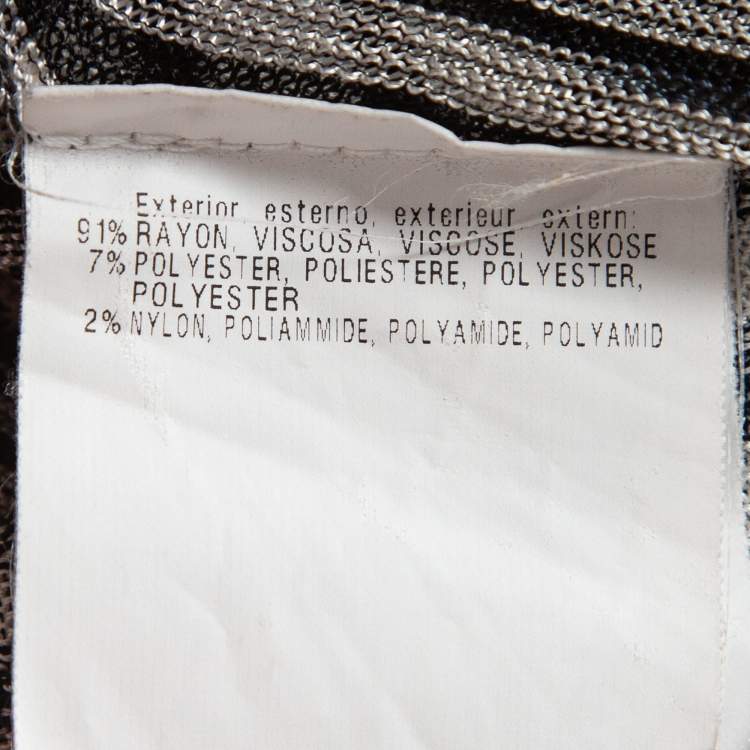 Exterior, esterno, exterieur extern:
91% RAYON, VISCOSA, VISCOSE, VISKOSE
7% POLYESTER, POLIESTERE, POLYESTER,
POLYESTER
2% NYLON, POLIAMMIDE, POLYAMIDE, POLYAMID